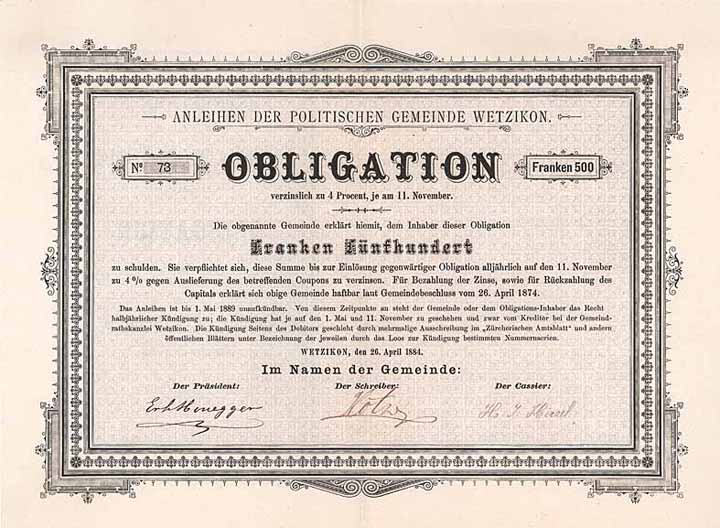 ANLEIHEN DER POLITISCHEN GEMEINDE WETZIKON.
No 73
OBLIGATION
Franken 500
verzinslich zu 4 Procent, je am 11. November.
Die obgenannte Gemeinde erklärt hiemit, dem Inhaber dieser Obligation
Franken Fünfhundert
zu schulden. Sie verpflichtet sich, diese Summe bis zur Einlösung gegenwärtiger Obligation alljährlich auf den 11. November
zu 4% gegen Auslieferung des betreffenden Coupons zu verzinsen. Für Bezahlung der Zinse, sowie für Rückzahlung des
Capitals erklärt sich obige Gemeinde haftbar laut Gemeindebeschluss vom 26. April 1874.
Das Anleihen ist bis 1. Mai 1889 unaufkündbar. Von diesem Zeitpunkte an steht der Gemeinde oder dem Obligations-Inhaber das Recht
halbjährlicher Kündigung zu; die Kündigung hat je auf den 1. Mai und 11. November zu geschehen und zwar vom Krediter bei der Gemeind-
rathskanzlei Wetzikon. Die Kündigung Seitens des Debitors geschieht durch mehrmalige Ausschreibung im „Zürcherischen Amtsblatt" und andern
öffentlichen Blättern unter Bezeichnung der jeweilen durch das Loos zur Kündigung bestimmten Nummern.
WETZIKON, den 26. April 1884.
Im Namen der Gemeinde:
Der Präsident: Der Schreiber: Der Cassier:
Honegger H. J.